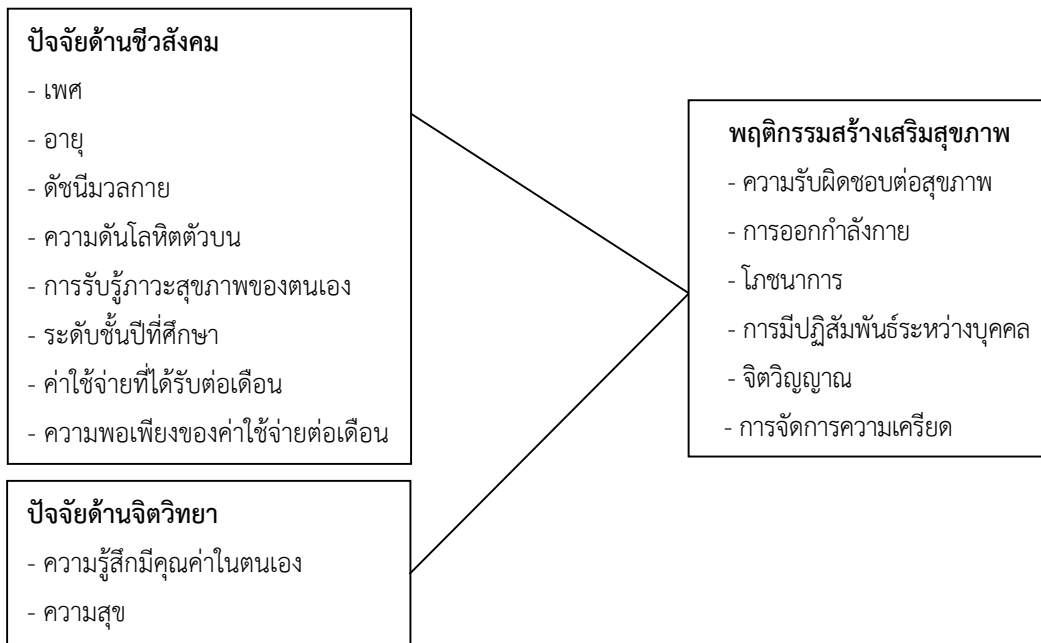 ปัจจัยด้านชีวสังคม
- เพศ
- อายุ
- ดัชนีมวลกาย
- ความดันโลหิตตัวบน
- การรับรู้ภาวะสุขภาพของตนเอง
- ระดับชั้นปีที่ศึกษา
- ค่าใช้จ่ายที่ได้รับต่อเดือน
- ความพอเพียงของค่าใช้จ่ายต่อเดือน
ปัจจัยด้านจิตวิทยา
- ความรู้สึกมีคุณค่าในตนเอง
- ความสุข
พฤติกรรมสร้างเสริมสุขภาพ
- ความรับผิดชอบต่อสุขภาพ
- การออกกำลังกาย
- โภชนาการ
- การมีปฏิสัมพันธ์ระหว่างบุคคล
- จิตวิญญาณ
- การจัดการความเครียด